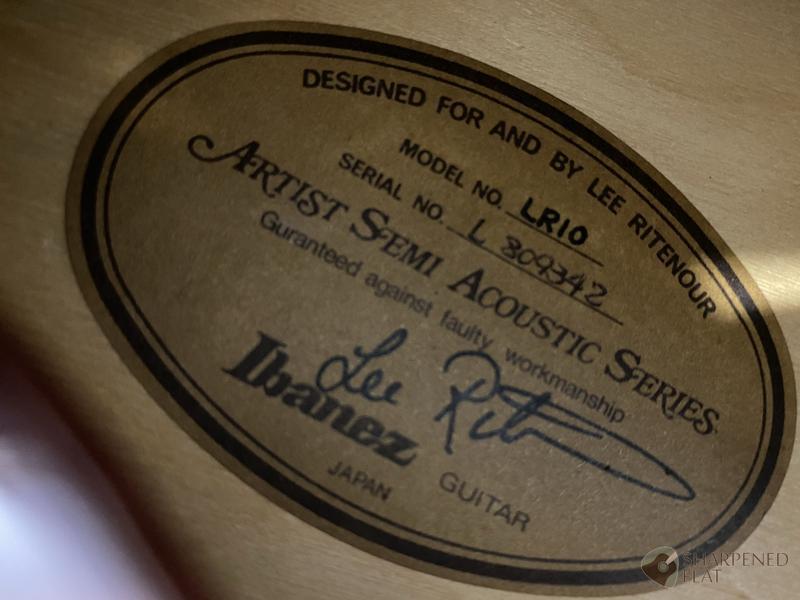 DESIGNED FOR AND BY LEE RITENOUR
MODEL NO. LR10
SERIAL NO. L 809342
ARTIST SEMI ACOUSTIC SERIES
Guranteed against faulty workmanship
Lee Rit
Ibanez GUITAR
JAPAN
SHARPENED
FLAT